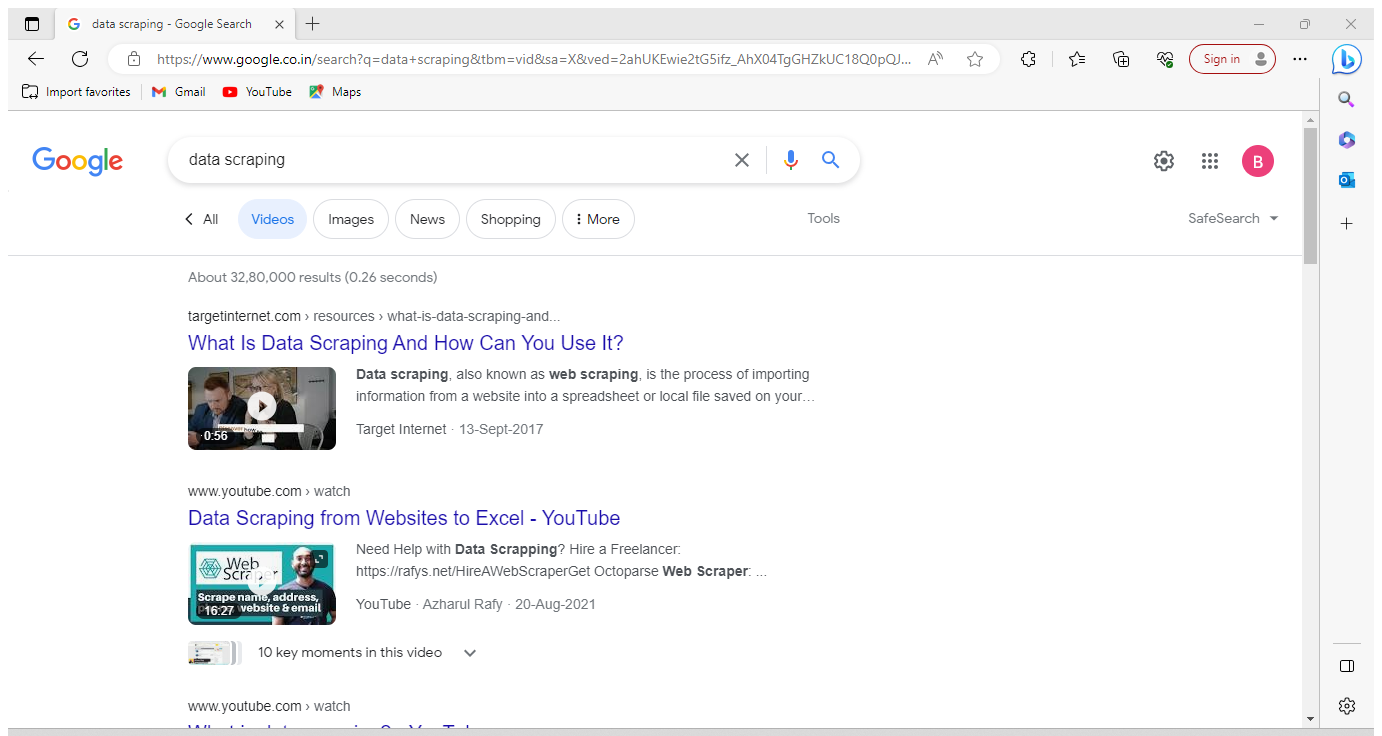 data scraping - Google Search
https://www.google.co.in/search?q=data+scraping&tbm=vid&sa=X&ved=2ahUKEwie2tG5ifz_AhX04TgGHZkUC18Q0pQJ...
Sign in
Import favorites
Gmail
YouTube
Maps
Google
data scraping
B
All
Videos
Images
News
Shopping
More
Tools
SafeSearch
About 32,80,000 results (0.26 seconds)
targetinternet.com › resources › what-is-data-scraping-and...
What Is Data Scraping And How Can You Use It?
Data scraping, also known as web scraping, is the process of importing
information from a website into a spreadsheet or local file saved on your…
0:56
Target Internet · 13-Sept-2017
www.youtube.com › watch
Data Scraping from Websites to Excel - YouTube
Need Help with Data Scrapping? Hire a Freelancer:
https://rafys.net/HireAWebScraperGet Octoparse Web Scraper: ...
YouTube · Azharul Rafy · 20-Aug-2021
Web
Scraper
Scrape name, address,
website & email
16:27
10 key moments in this video
www.youtube.com › watch